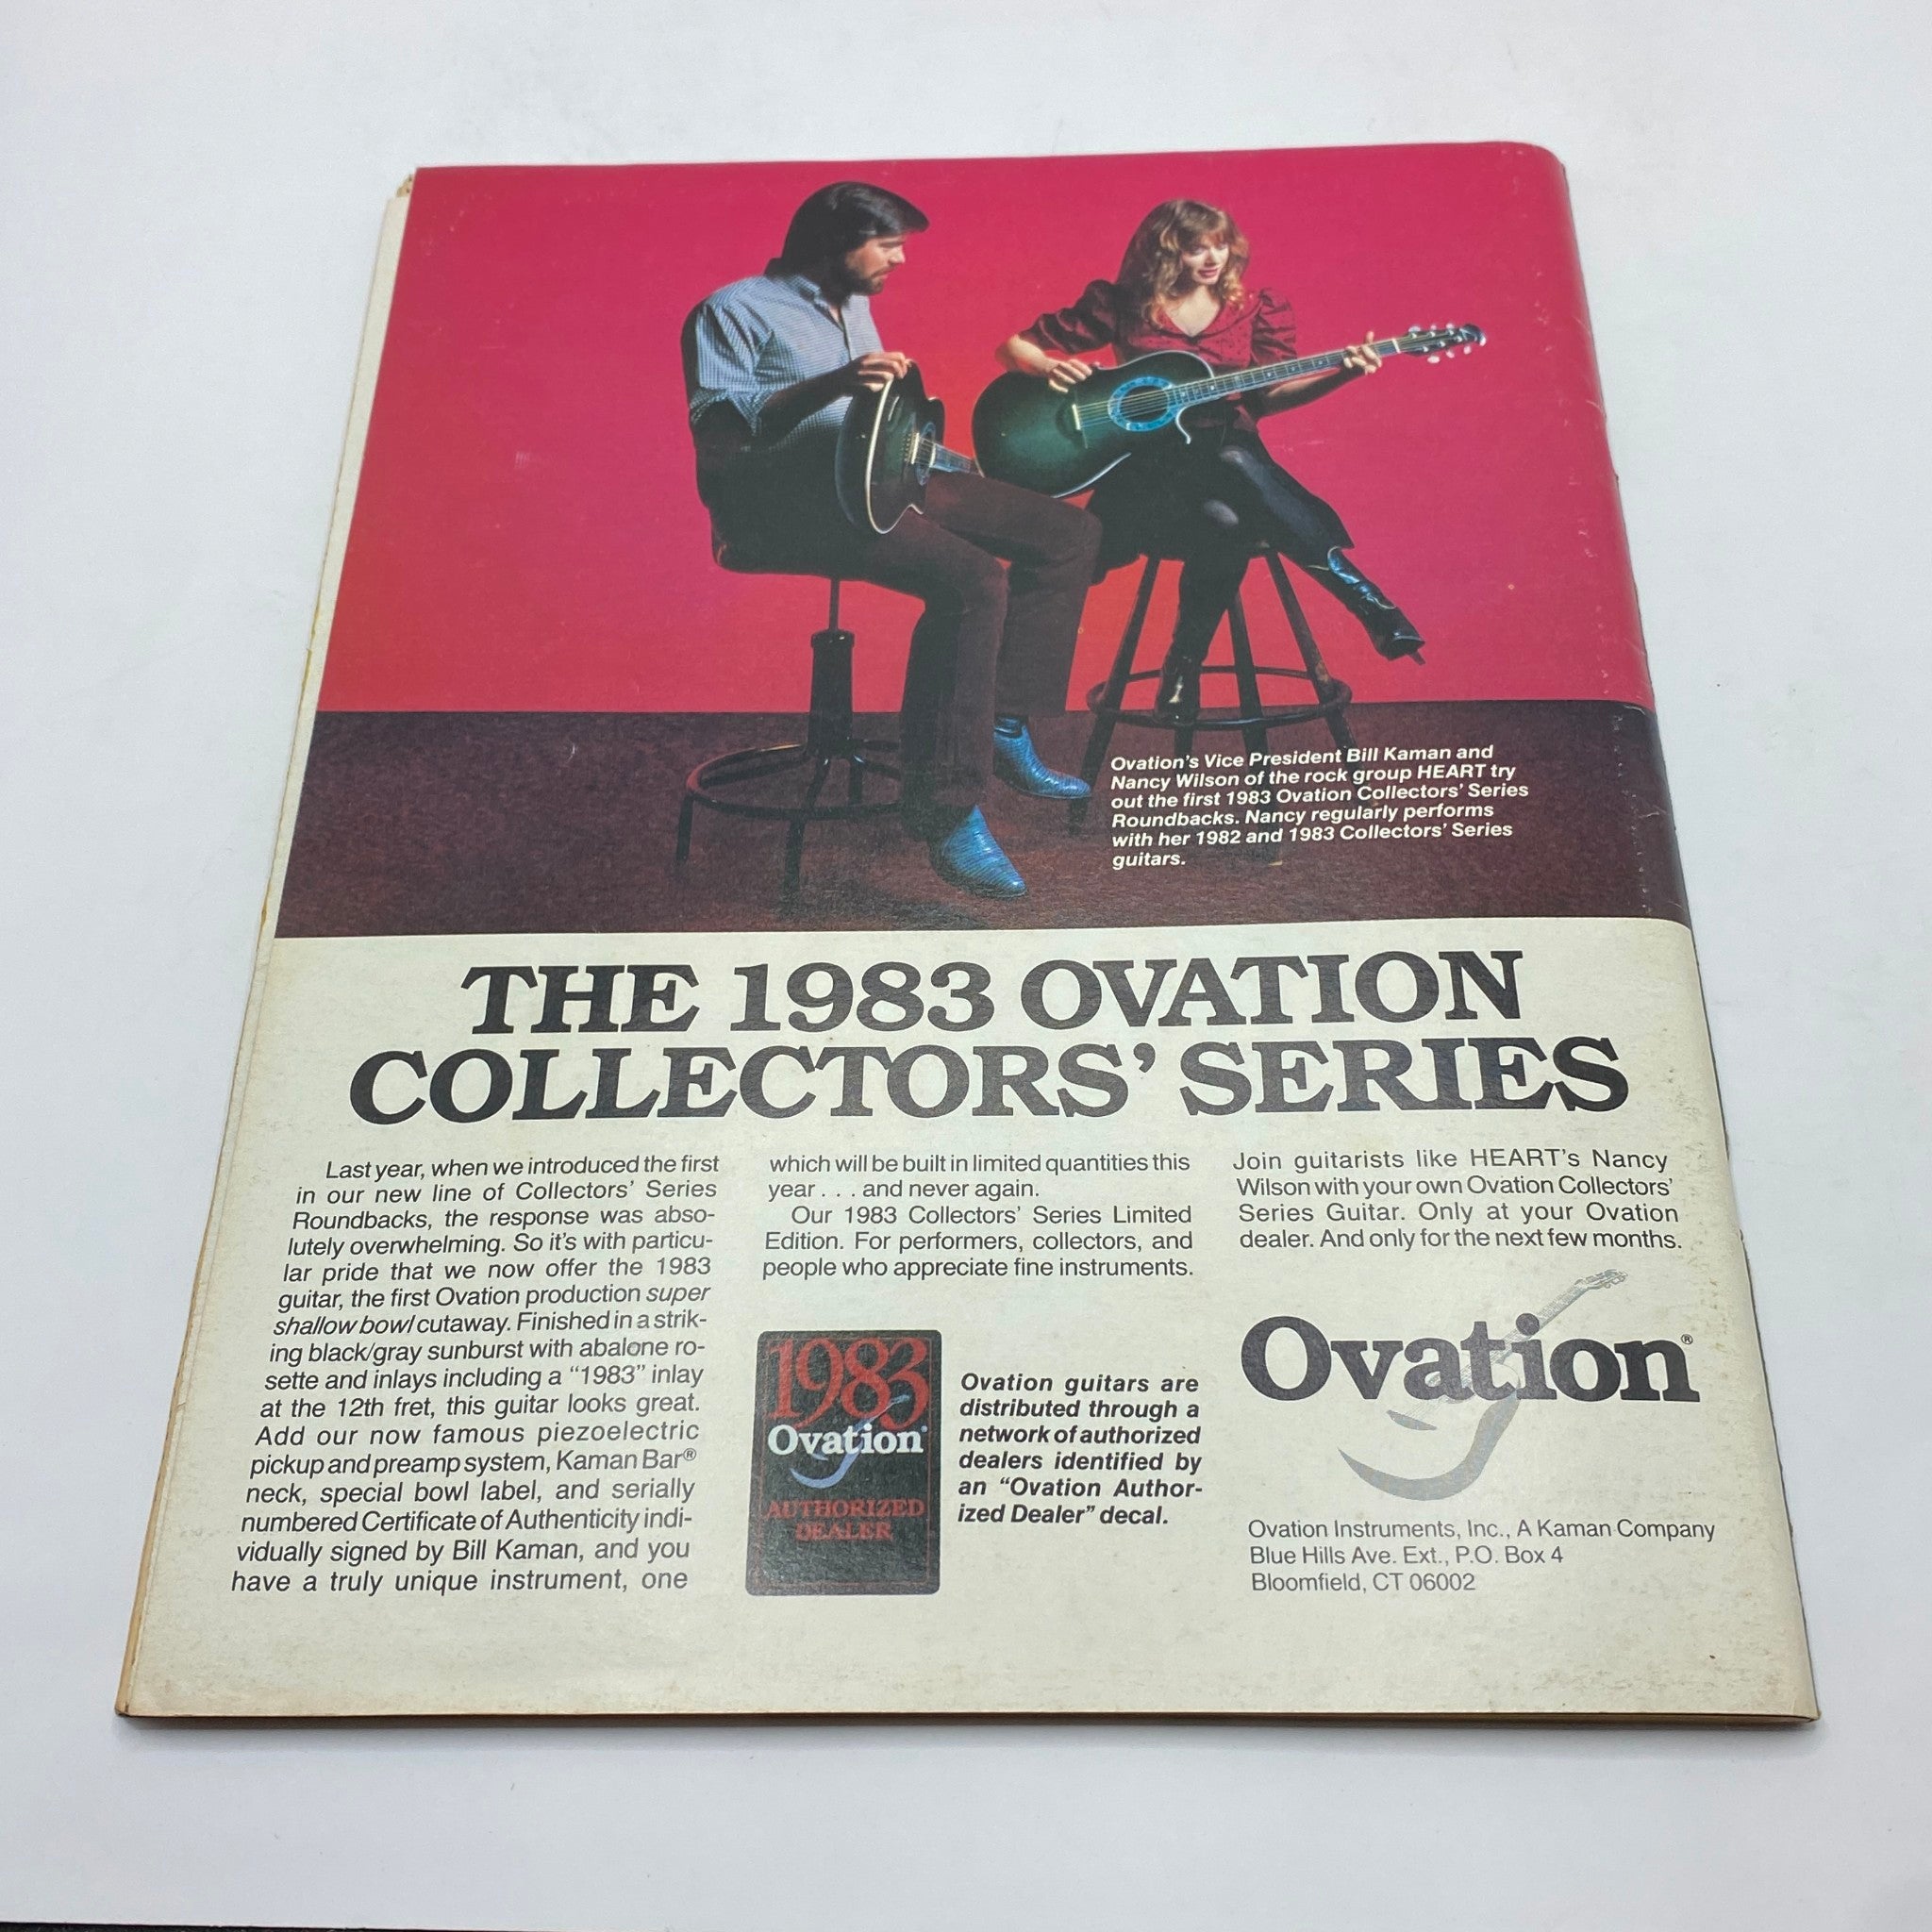 Ovation's Vice President Bill Kaman and
Nancy Wilson of the rock group HEART try
out the first 1983 Ovation Collectors' Series
Roundbacks. Nancy regularly performs
with her 1982 and 1983 Collectors' Series
guitars.
THE 1983 OVATION
COLLECTORS' SERIES
Last year, when we introduced the first
in our new line of Collectors' Series
Roundbacks, the response was abso-
lutely overwhelming. So it's with particu-
lar pride that we now offer the 1983
guitar, the first Ovation production super
shallow bowl cutaway. Finished in a strik-
ing black/gray sunburst with abalone ro-
sette and inlays including a "1983" inlay
at the 12th fret, this guitar looks great.
Add our now famous piezoelectric
pickup and preamp system, Kaman Bar®
neck, special bowl label, and serially
numbered Certificate of Authenticity indi-
vidually signed by Bill Kaman, and you
have a truly unique instrument, one
which will be built in limited quantities this
year . . . and never again.
Our 1983 Collectors' Series Limited
Edition. For performers, collectors, and
people who appreciate fine instruments.
1983
Ovation®
AUTHORIZED
DEALER
Ovation guitars are
distributed through a
network of authorized
dealers identified by
an "Ovation Author-
ized Dealer" decal.
Join guitarists like HEART's Nancy
Wilson with your own Ovation Collectors'
Series Guitar. Only at your Ovation
dealer. And only for the next few months.
Ovation®
Ovation Instruments, Inc., A Kaman Company
Blue Hills Ave. Ext., P.O. Box 4
Bloomfield, CT 06002